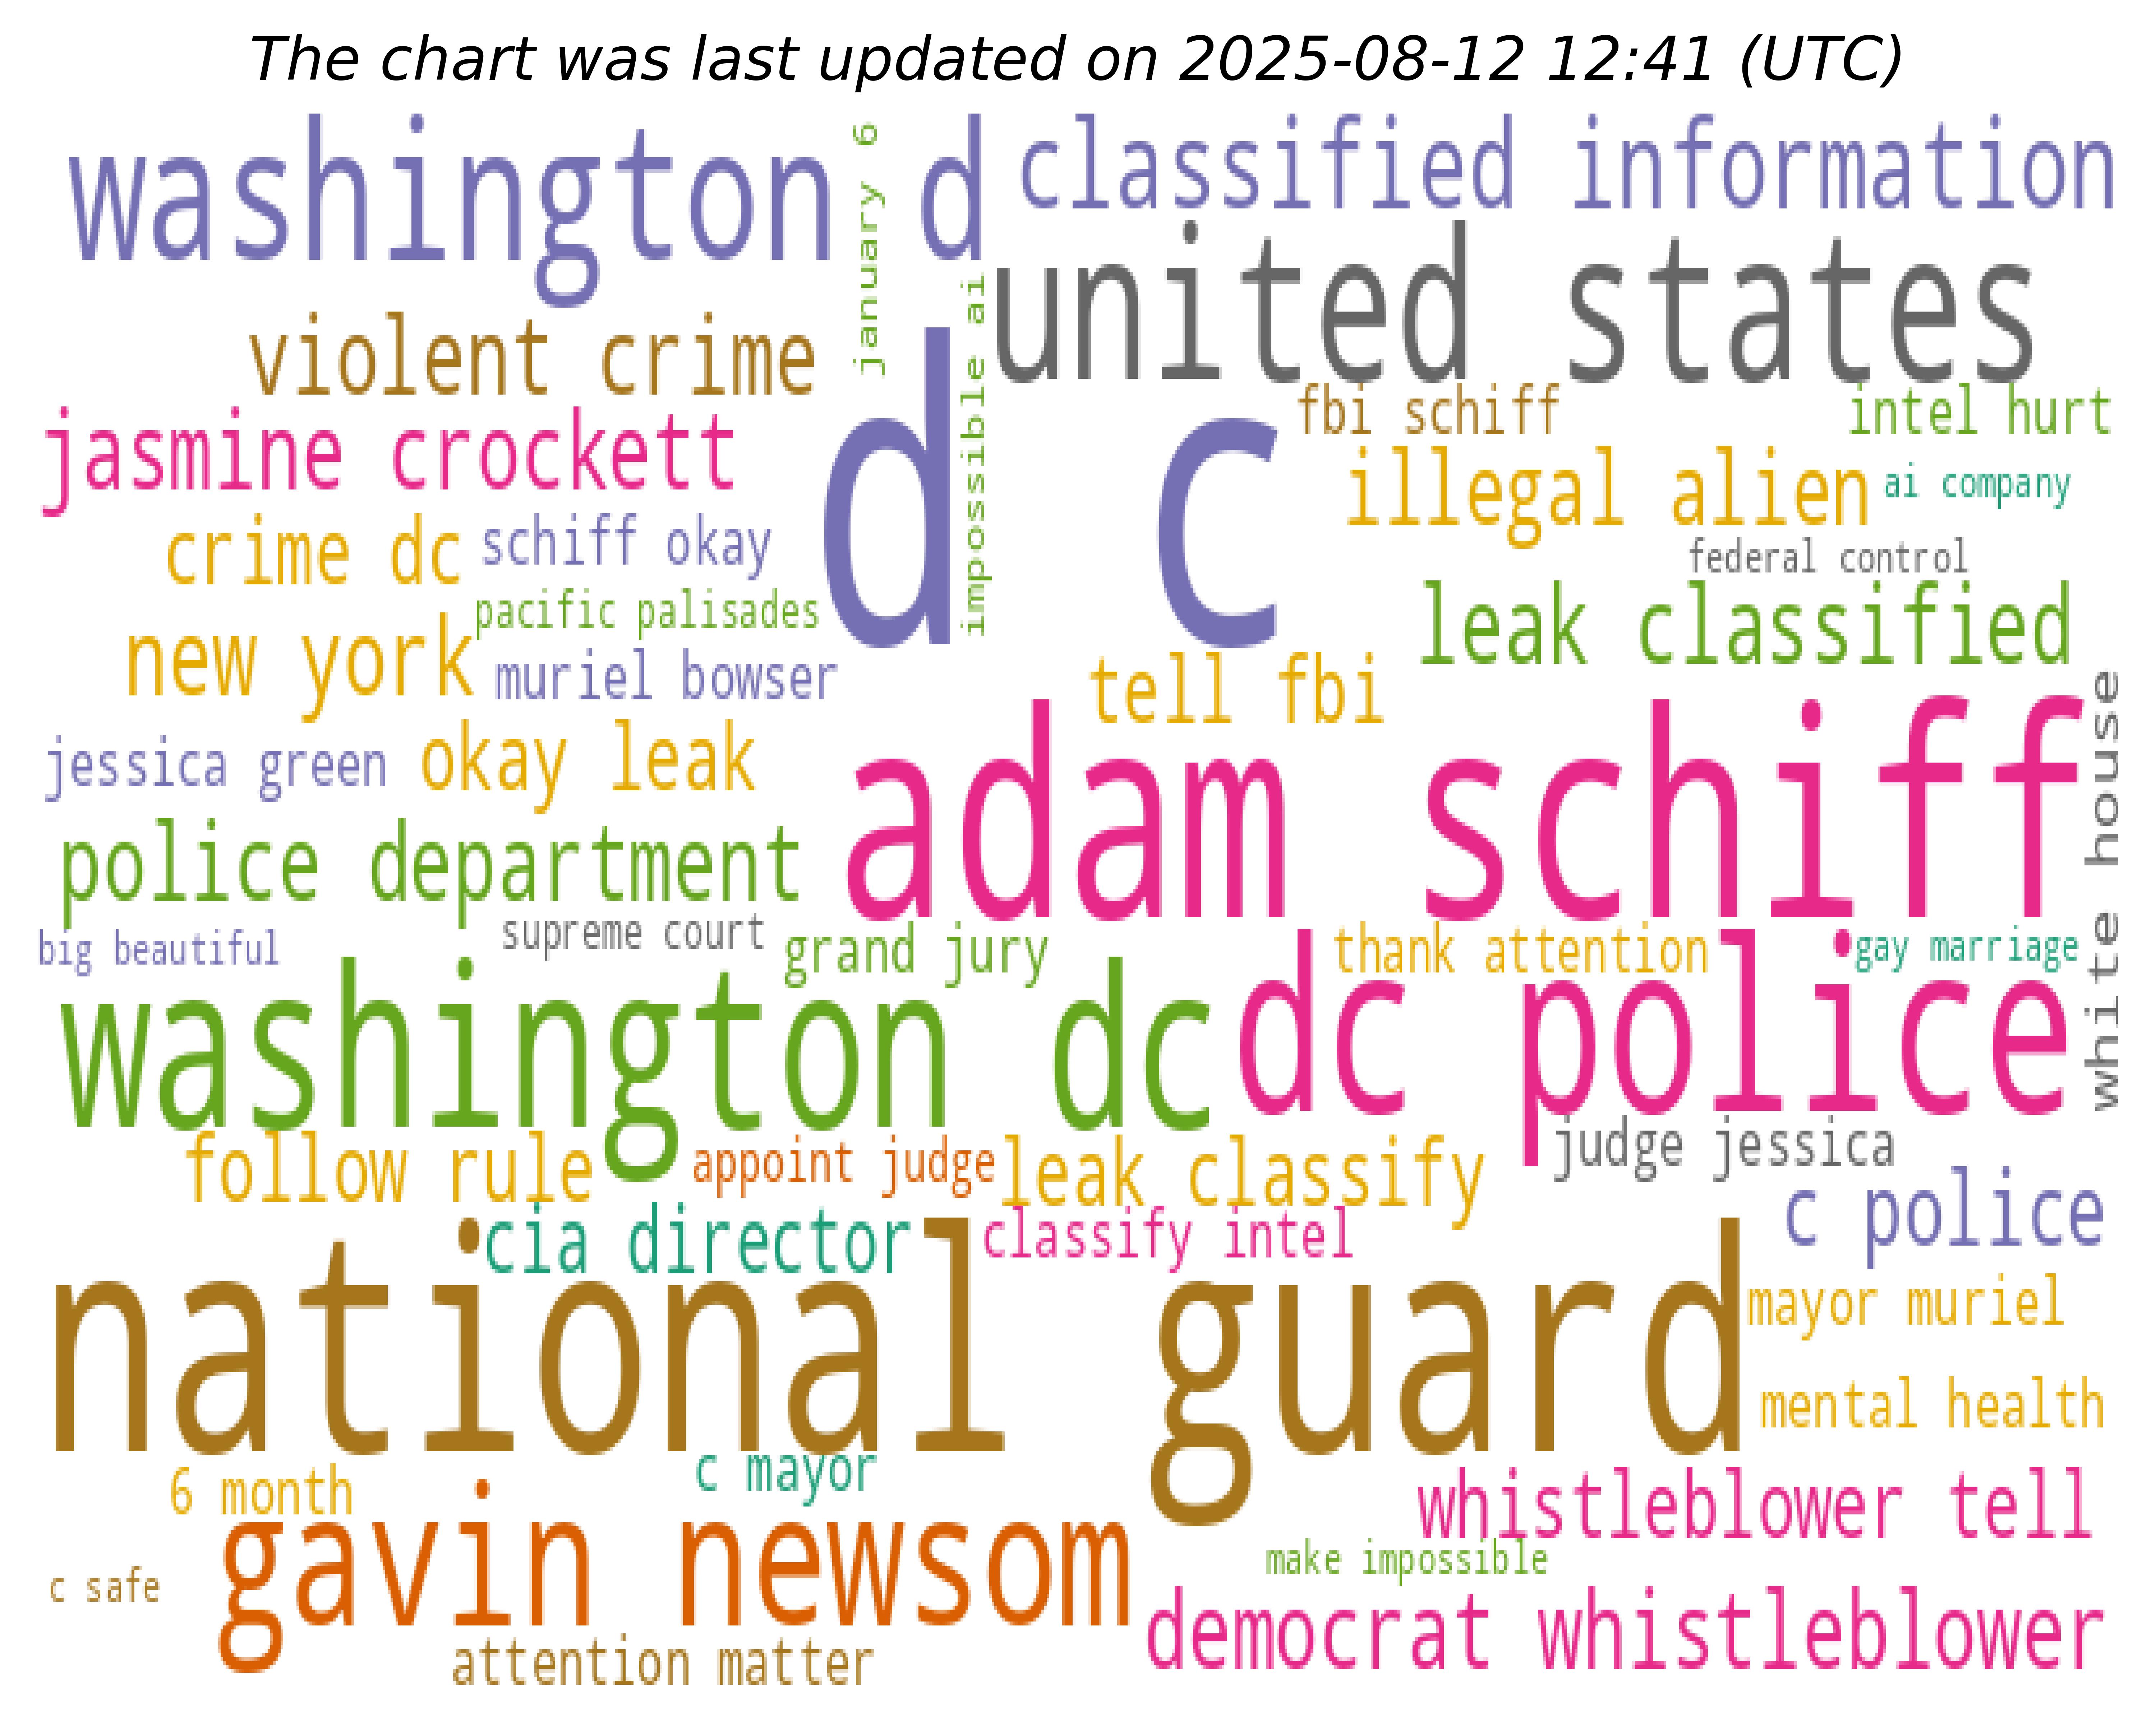 The chart was last updated on 2025-08-12 12:41 (UTC)
washington d
january 6
classified information
united states
violent crime
impossible ai
d c
fbi schiff
intel hurt
jasmine crockett
illegal alien
ai company
crime dc
schiff okay
federal control
pacific palisades
leak classified
new york
muriel bowser
tell fbi
white house
jessica green
okay leak
adam schiff
police department
big beautiful
supreme court
grand jury
thank attention
gay marriage
washington dc
dc police
follow rule
appoint judge
leak classify
judge jessica
c police
cia director
classify intel
national guard
mayor muriel
mental health
6 month
c mayor
whistleblower tell
gavin newsom
c safe
make impossible
democrat whistleblower
attention matter